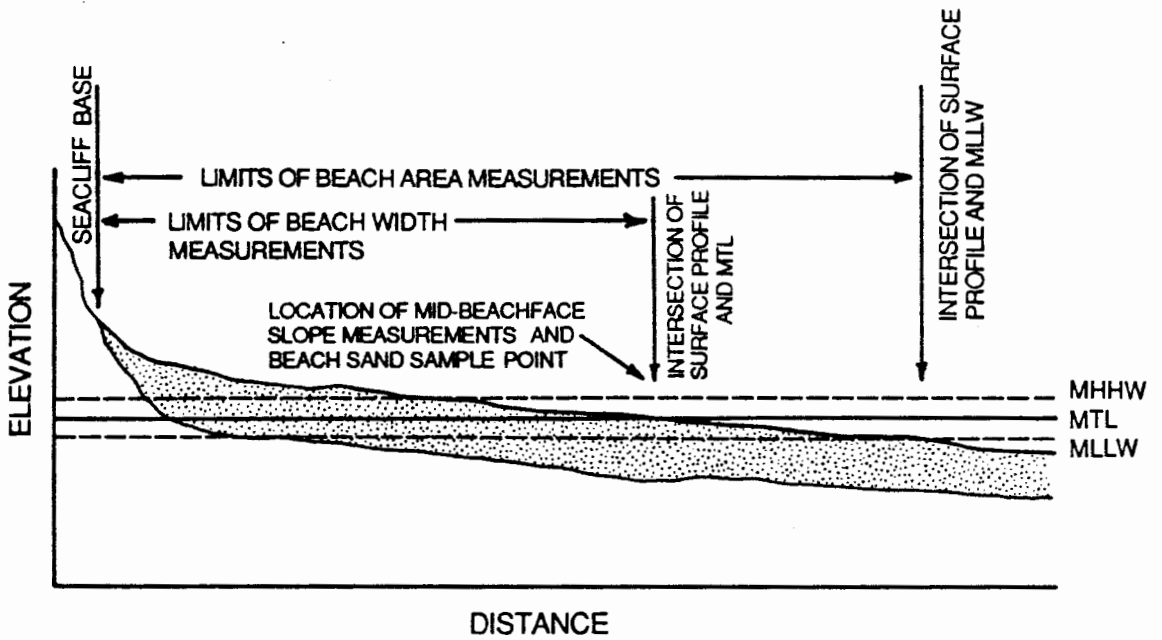 SEACLIFF BASE
LIMITS OF BEACH AREA MEASUREMENTS
LIMITS OF BEACH WIDTH
MEASUREMENTS
LOCATION OF MID-BEACHFACE
SLOPE MEASUREMENTS AND
BEACH SAND SAMPLE POINT
INTERSECTION OF
SURFACE PROFILE
AND MTL
INTERSECTION OF SURFACE
PROFILE AND MLLW
MHHW
MTL
MLLW
ELEVATION
DISTANCE